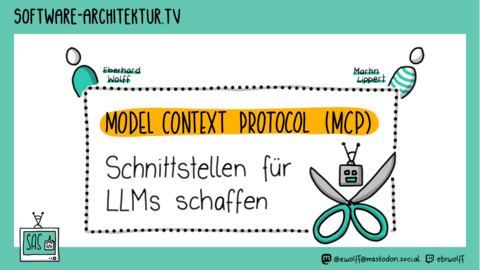 SOFTWARE-ARCHITEKTUR.TV
Eberhard
Wolff
Martin
Lippert
MODEL CONTEXT PROTOCOL (MCP)
Schnittstellen für
LLMs schaffen
SAS
@ewolff@mastodon.social
ebrwolff